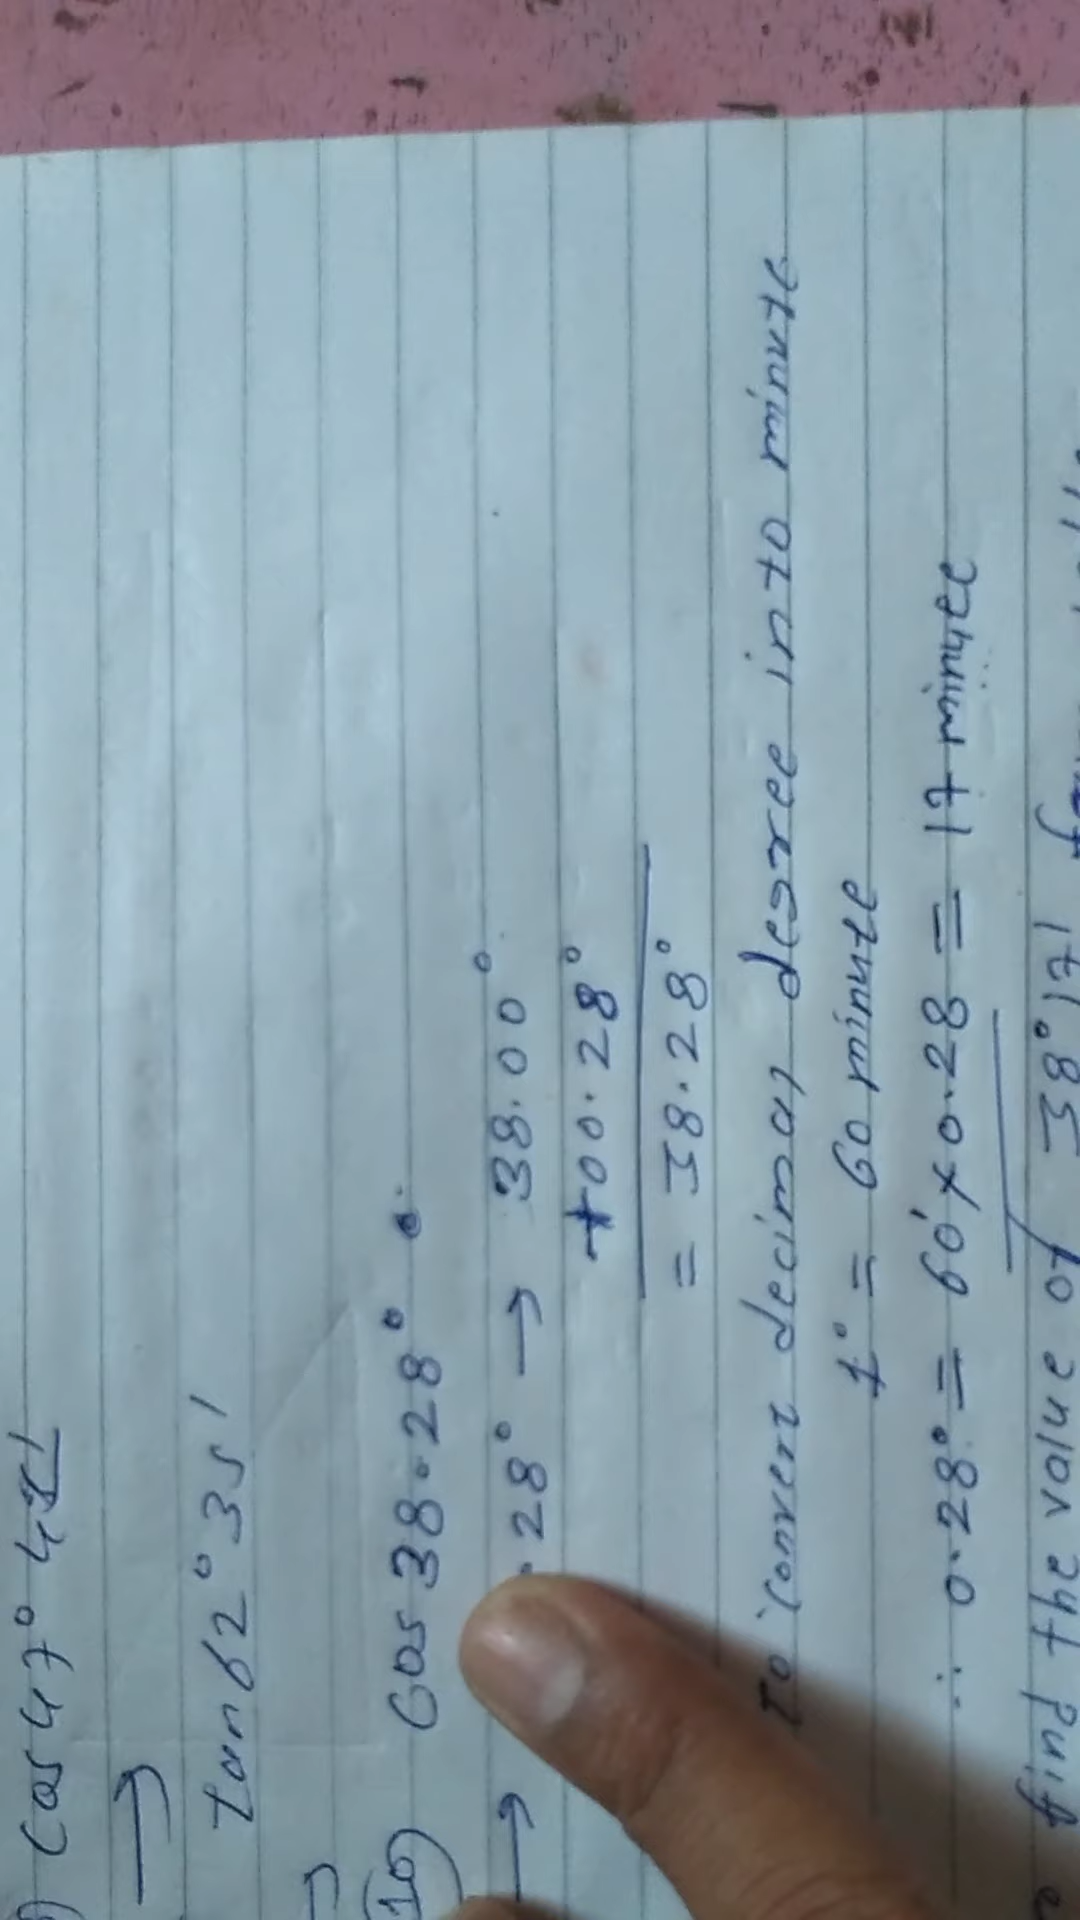 cos 47° 41'
→
tan 62° 35'
→
(10) cos 38.28°
→ .28° → 38.00°
+00.28°
= 38.28°
To convert decimal degree into minute
1° = 60 minute
∴ 0.28° = 60' × 0.28 = 17 minute
find the value of 38° 17'